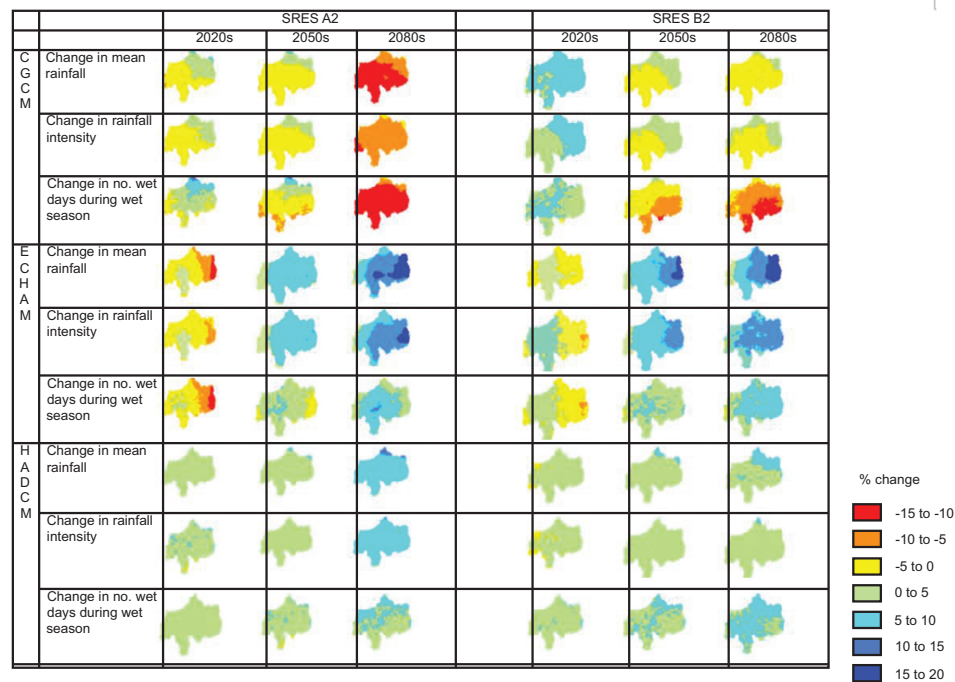 SRES A2 SRES B2
2020s 2050s 2080s 2020s 2050s 2080s
CGCM
Change in mean
rainfall
Change in rainfall
intensity
Change in no. wet
days during wet
season
ECHAM
Change in mean
rainfall
Change in rainfall
intensity
Change in no. wet
days during wet
season
HADCM
Change in mean
rainfall
Change in rainfall
intensity
Change in no. wet
days during wet
season
% change
-15 to -10
-10 to -5
-5 to 0
0 to 5
5 to 10
10 to 15
15 to 20